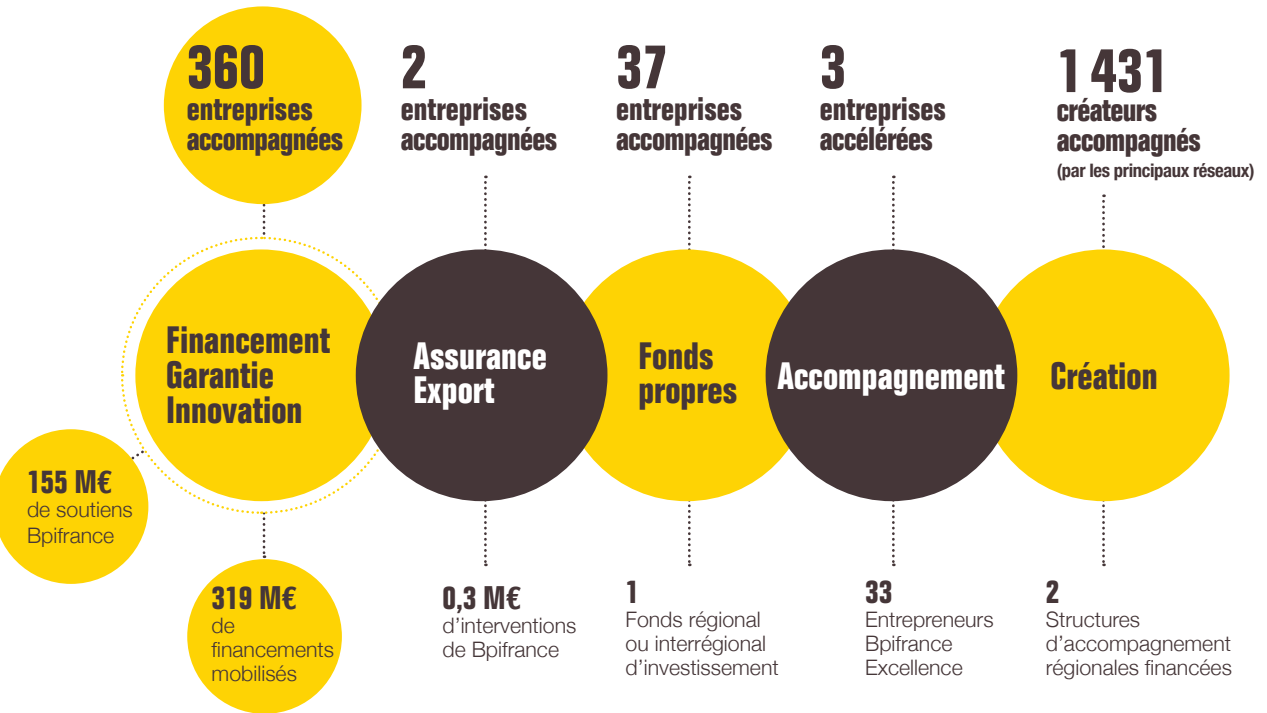 360
entreprises
accompagnées
2
entreprises
accompagnées
37
entreprises
accompagnées
3
entreprises
accélérées
1 431
créateurs
accompagnés
(par les principaux réseaux)
Financement
Garantie
Innovation
Assurance
Export
Fonds
propres
Accompagnement
Création
155 M€
de soutiens
Bpifrance
319 M€
de
financements
mobilisés
0,3 M€
d’interventions
de Bpifrance
1
Fonds régional
ou interrégional
d’investissement
33
Entrepreneurs
Bpifrance
Excellence
2
Structures
d’accompagnement
régionales financées